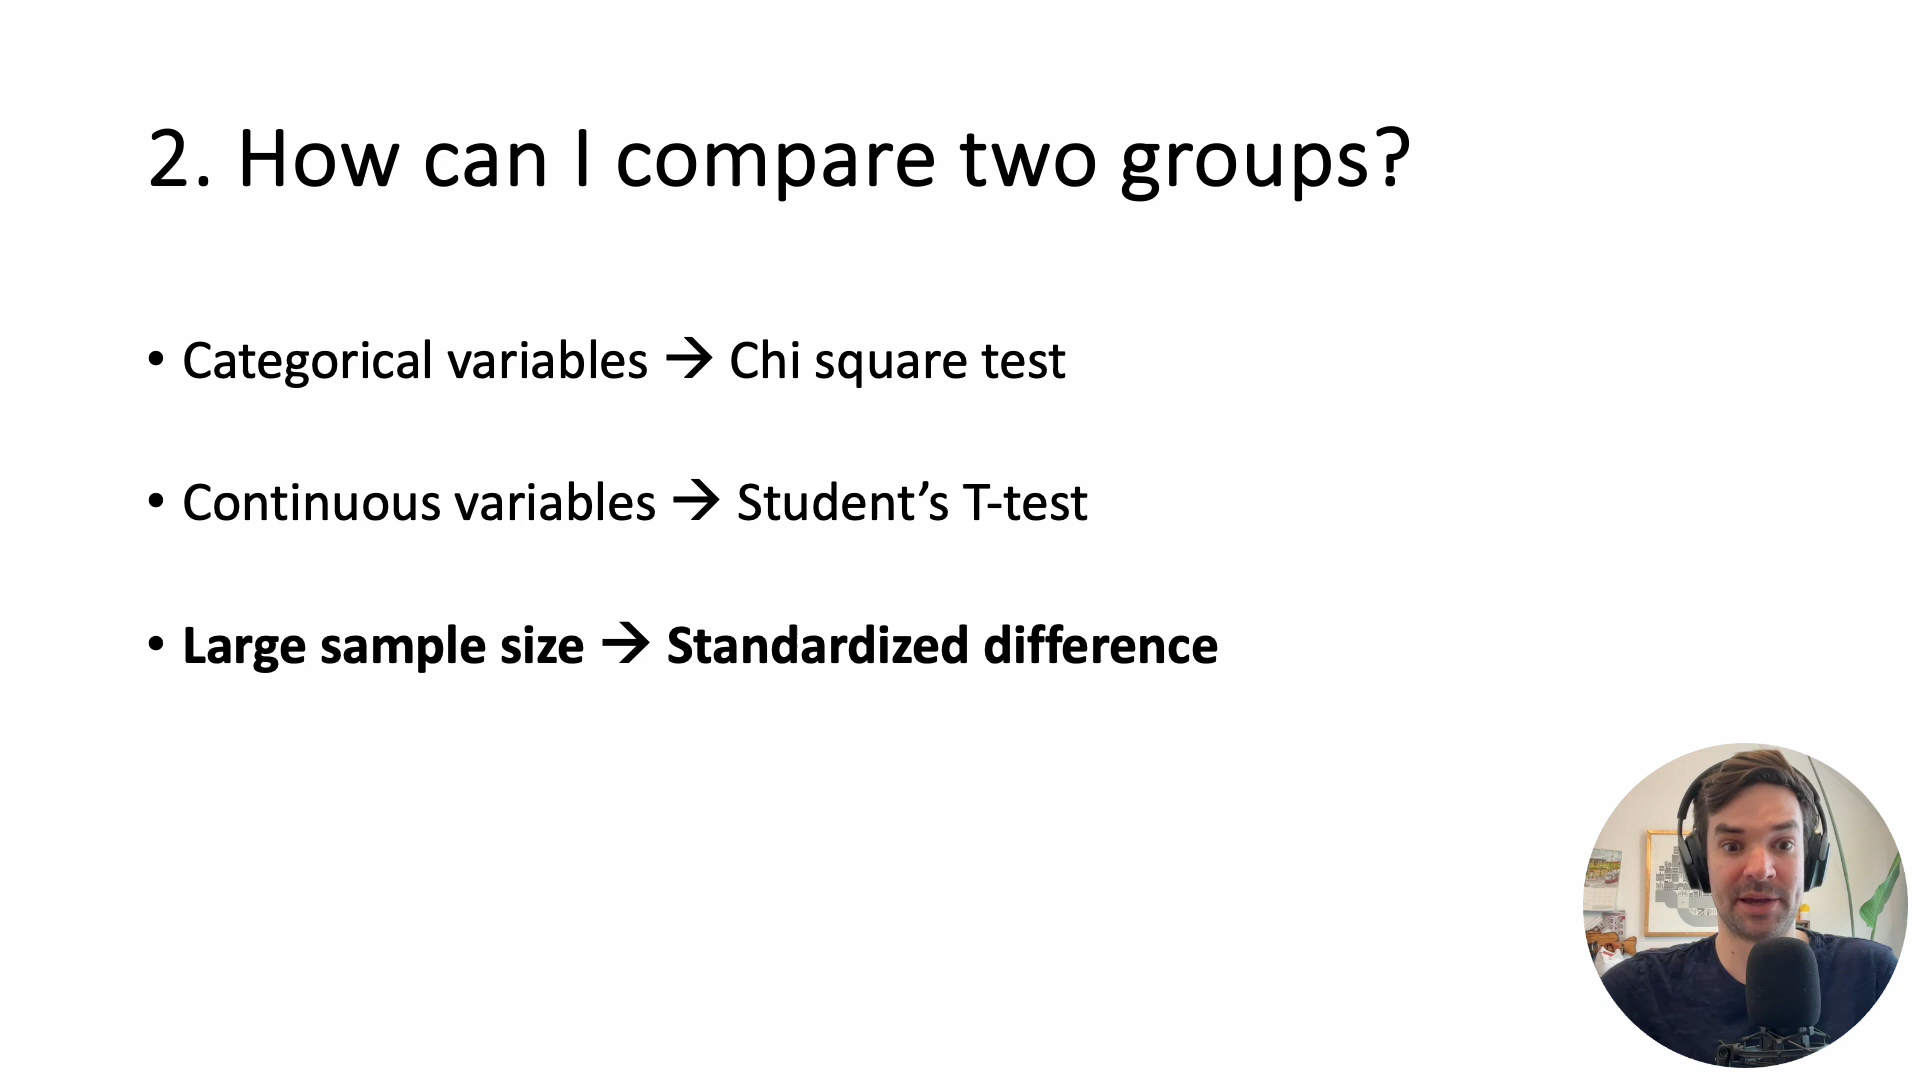 2. How can I compare two groups?
• Categorical variables → Chi square test
• Continuous variables → Student’s T-test
• Large sample size → Standardized difference